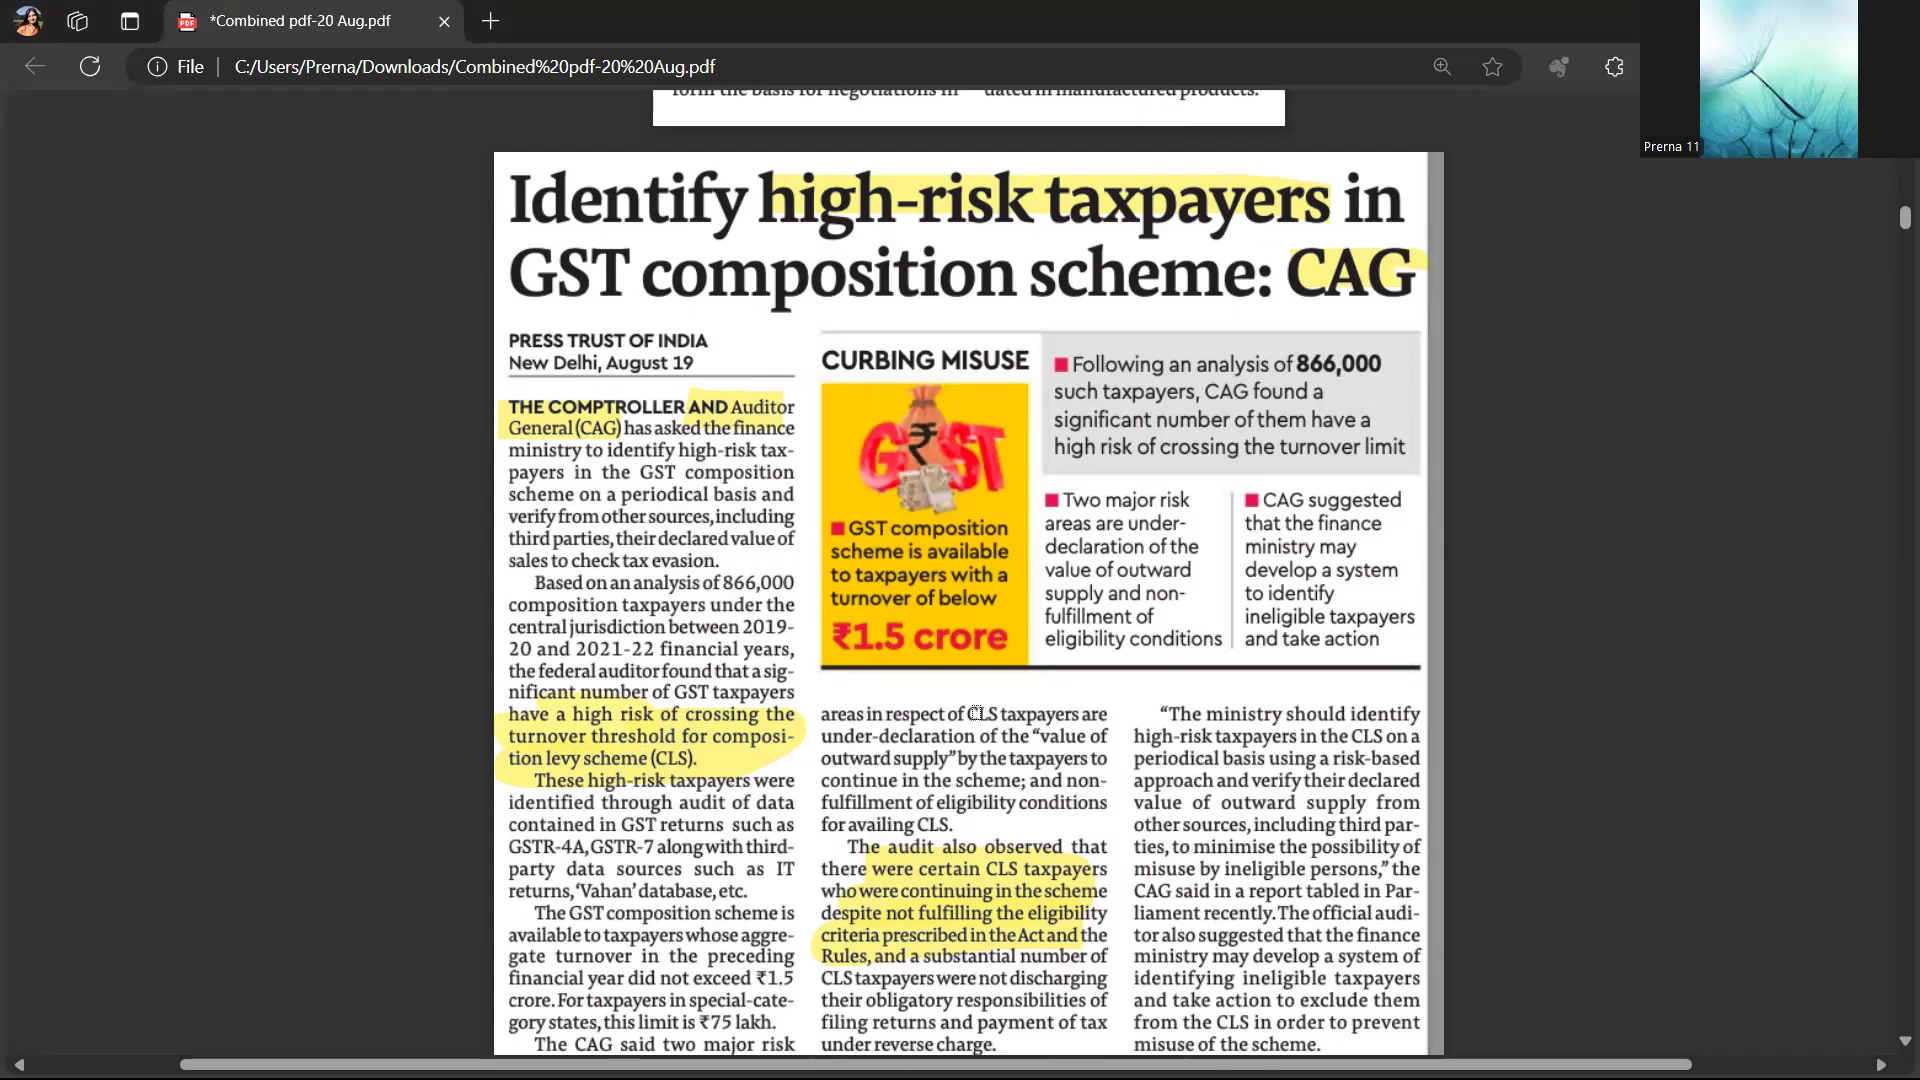 *Combined pdf-20 Aug.pdf
File
C:/Users/Prerna/Downloads/Combined%20pdf-20%20Aug.pdf
Prerna 11
form the basis for negotiations in
dated in manufactured products.
Identify high-risk taxpayers in
GST composition scheme: CAG
PRESS TRUST OF INDIA
New Delhi, August 19
THE COMPTROLLER AND Auditor
General (CAG) has asked the finance
ministry to identify high-risk tax-
payers in the GST composition
scheme on a periodical basis and
verify from other sources, including
third parties, their declared value of
sales to check tax evasion.
Based on an analysis of 866,000
composition taxpayers under the
central jurisdiction between 2019-
20 and 2021-22 financial years,
the federal auditor found that a sig-
nificant number of GST taxpayers
have a high risk of crossing the
turnover threshold for composi-
tion levy scheme (CLS).
These high-risk taxpayers were
identified through audit of data
contained in GST returns such as
GSTR-4A, GSTR-7 along with third-
party data sources such as IT
returns, ‘Vahan’ database, etc.
The GST composition scheme is
available to taxpayers whose aggre-
gate turnover in the preceding
financial year did not exceed ₹1.5
crore. For taxpayers in special-cate-
gory states, this limit is ₹75 lakh.
The CAG said two major risk
CURBING MISUSE
GST
GST composition
scheme is available
to taxpayers with a
turnover of below
₹1.5 crore
Following an analysis of 866,000
such taxpayers, CAG found a
significant number of them have a
high risk of crossing the turnover limit
Two major risk
areas are under-
declaration of the
value of outward
supply and non-
fulfillment of
eligibility conditions
CAG suggested
that the finance
ministry may
develop a system
to identify
ineligible taxpayers
and take action
areas in respect of CLS taxpayers are
under-declaration of the “value of
outward supply” by the taxpayers to
continue in the scheme; and non-
fulfillment of eligibility conditions
for availing CLS.
The audit also observed that
there were certain CLS taxpayers
who were continuing in the scheme
despite not fulfilling the eligibility
criteria prescribed in the Act and the
Rules, and a substantial number of
CLS taxpayers were not discharging
their obligatory responsibilities of
filing returns and payment of tax
under reverse charge.
“The ministry should identify
high-risk taxpayers in the CLS on a
periodical basis using a risk-based
approach and verify their declared
value of outward supply from
other sources, including third par-
ties, to minimise the possibility of
misuse by ineligible persons,” the
CAG said in a report tabled in Par-
liament recently. The official audi-
tor also suggested that the finance
ministry may develop a system of
identifying ineligible taxpayers
and take action to exclude them
from the CLS in order to prevent
misuse of the scheme.